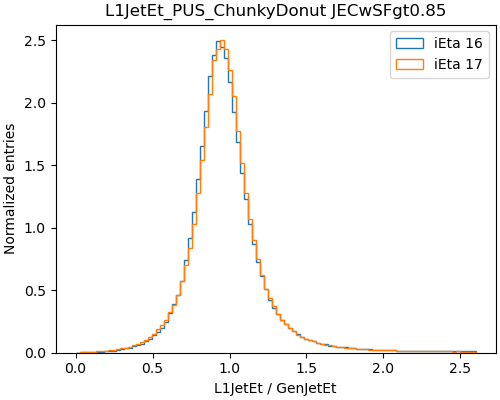 L1JetEt_PUS_ChunkyDonut JECwSFgt0.85
iEta 16
iEta 17
Normalized entries
2.5
2.0
1.5
1.0
0.5
0.0
0.0 0.5 1.0 1.5 2.0 2.5
L1JetEt / GenJetEt